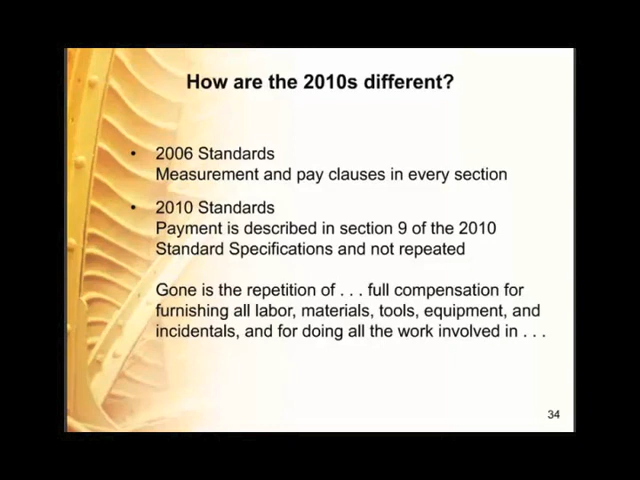 How are the 2010s different?
• 2006 Standards
Measurement and pay clauses in every section
• 2010 Standards
Payment is described in section 9 of the 2010
Standard Specifications and not repeated
Gone is the repetition of . . . full compensation for
furnishing all labor, materials, tools, equipment, and
incidentals, and for doing all the work involved in . . .
34